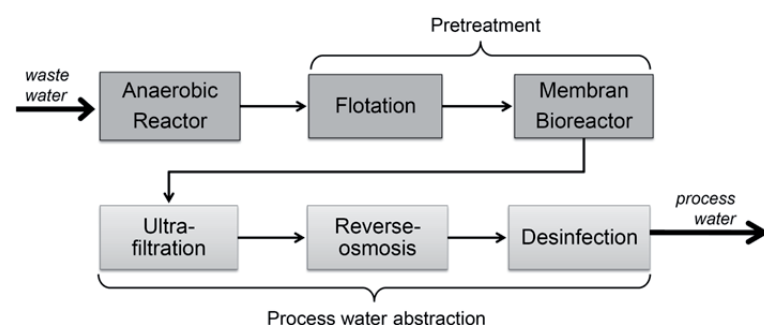 Pretreatment
waste
water
Anaerobic
Reactor
Flotation
Membran
Bioreactor
Ultra-
filtration
Reverse-
osmosis
Desinfection
process
water
Process water abstraction